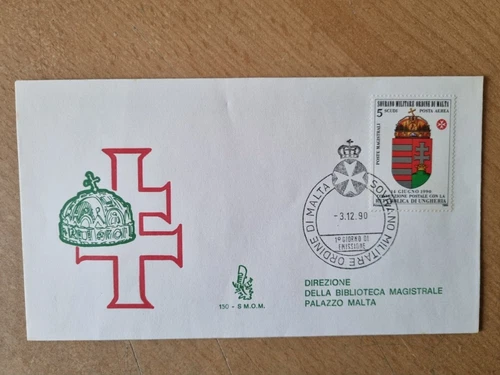 SOVRANO MILITARE ORDINE DI MALTA
5
SCUDI
POSTA AEREA
POSTE MAGISTRALI
14 GIUGNO 1990
CONVENZIONE POSTALE CON LA
REPUBBLICA DI UNGHERIA
SOVRANO MILITARE ORDINE DI MALTA
-3.12.90
1º GIORNO DI
EMISSIONE
150 - S M.O.M.
DIREZIONE
DELLA BIBLIOTECA MAGISTRALE
PALAZZO MALTA